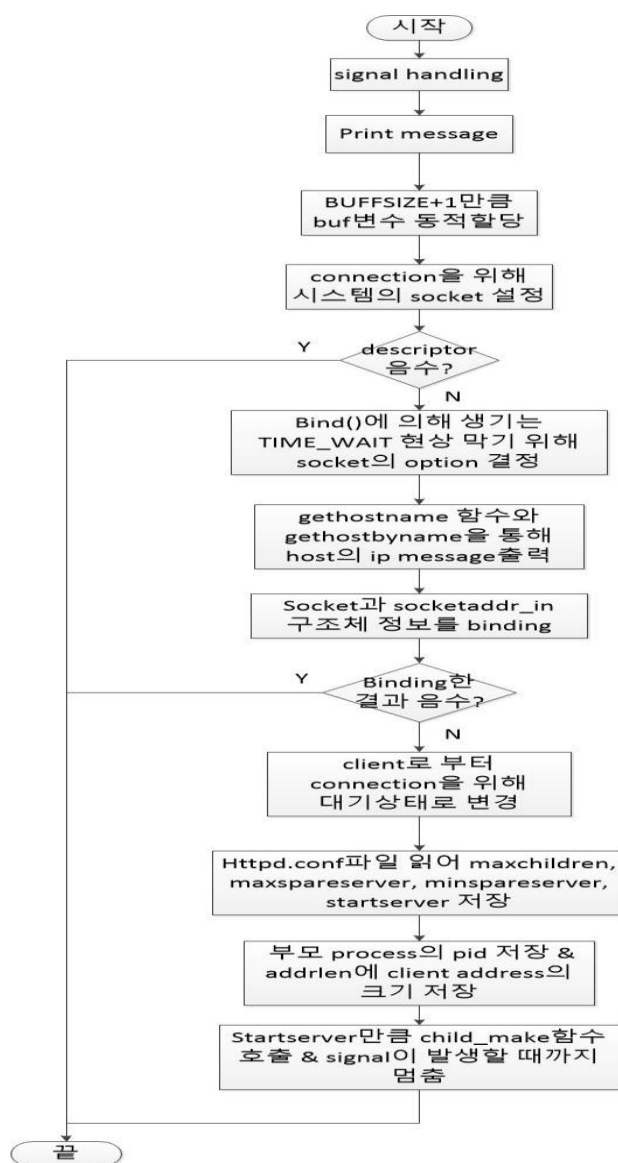 시작
signal handling
Print message
BUFFSIZE+1만큼
buf변수 동적할당
connection을 위해
시스템의 socket 설정
Y
descriptor
음수?
N
Bind()에 의해 생기는
TIME_WAIT 현상 막기 위해
socket의 option 결정
gethostname 함수와
gethostbyname을 통해
host의 ip message출력
Socket과 socketaddr_in
구조체 정보를 binding
Y
Binding한
결과 음수?
N
client로 부터
connection을 위해
대기상태로 변경
Httpd.conf파일 읽어 maxchildren,
maxspareserver, minspareserver,
startserver 저장
부모 process의 pid 저장 &
addrlen에 client address의
크기 저장
Startserver만큼 child_make함수
호출 & signal이 발생할 때까지
멈춤
끝